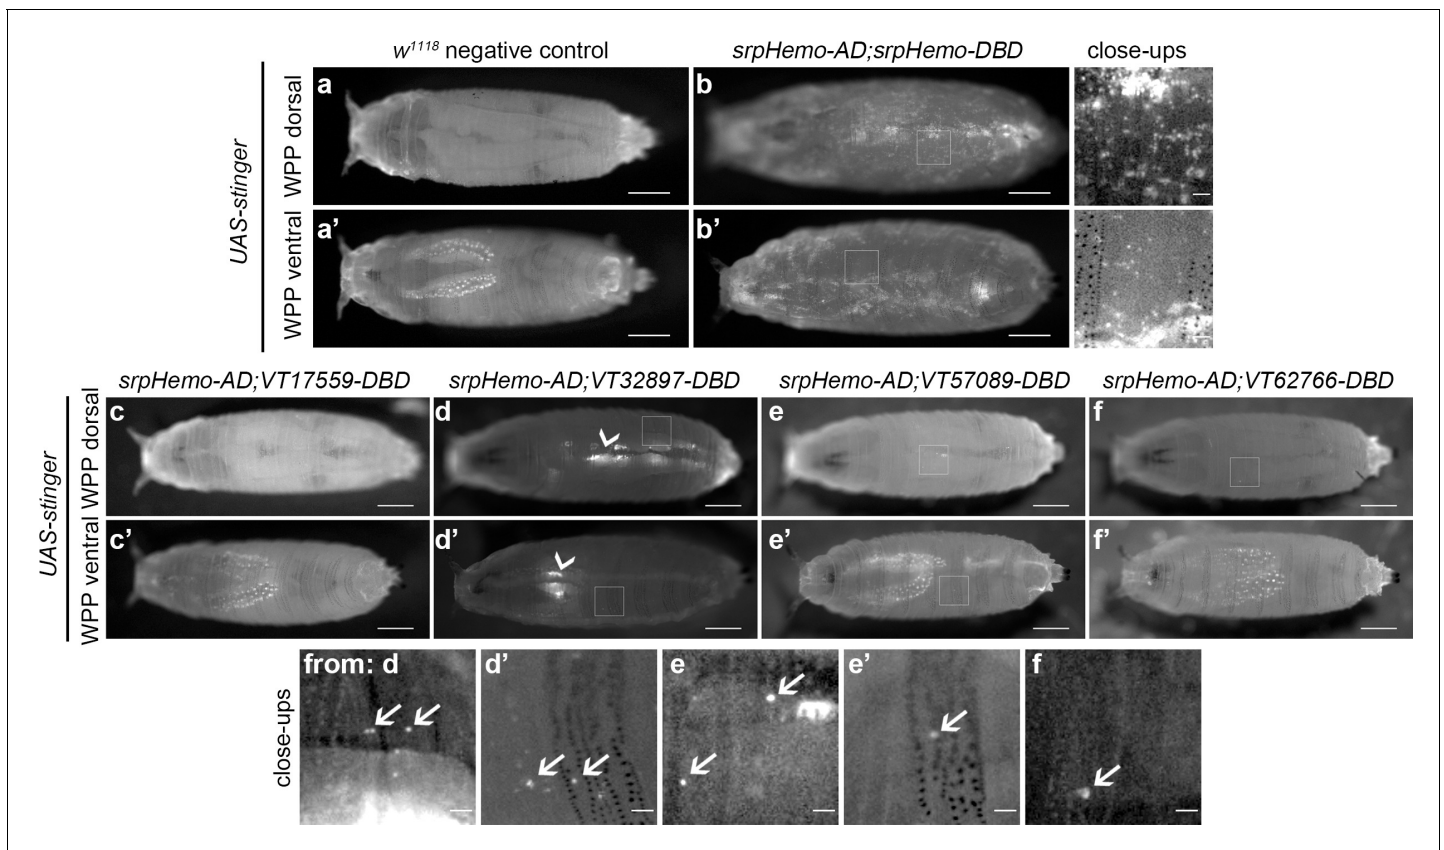 w1118 negative control
srpHemo-AD;srpHemo-DBD
close-ups
UAS-stinger
WPP dorsal
a
b
WPP ventral
a’
b’
srpHemo-AD;VT17559-DBD
srpHemo-AD;VT32897-DBD
srpHemo-AD;VT57089-DBD
srpHemo-AD;VT62766-DBD
UAS-stinger
WPP dorsal
c
d
e
f
WPP ventral
c’
d’
e’
f’
close-ups
from: d
d’
e
e’
f